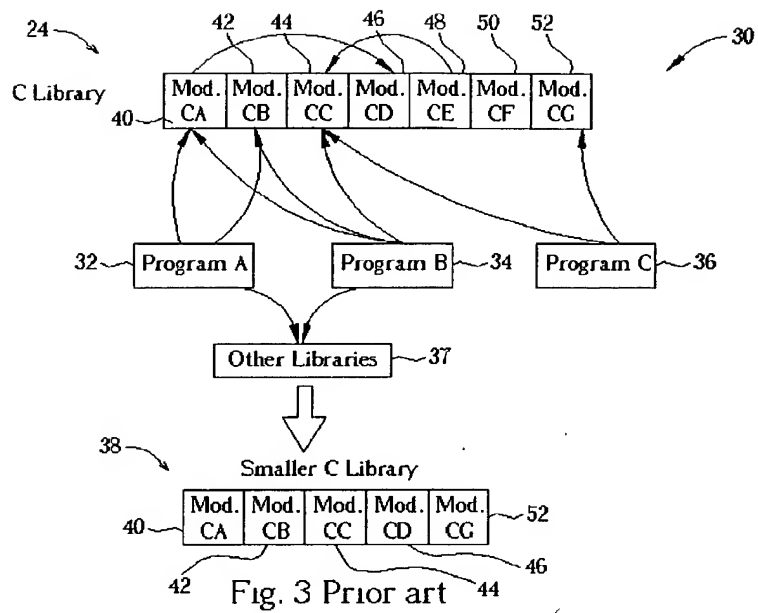 24 42 44 46 48 50 52 30
C Library
Mod. CA Mod. CB Mod. CC Mod. CD Mod. CE Mod. CF Mod. CG
40
32 Program A Program B 34 Program C 36
Other Libraries 37
38
Smaller C Library
Mod. CA Mod. CB Mod. CC Mod. CD Mod. CG
40 52
42 44 46
Fig. 3 Prior art